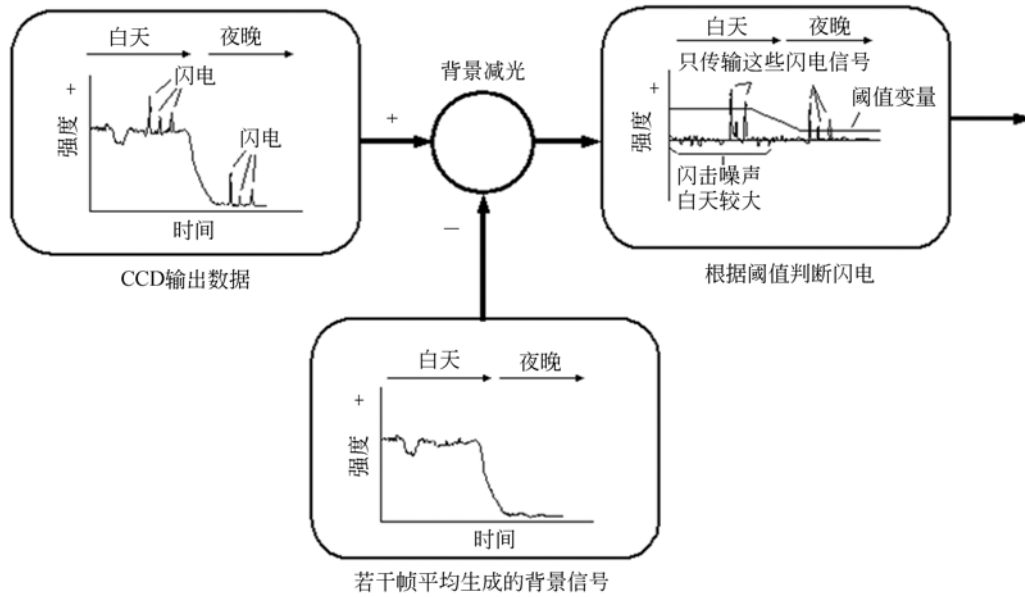 白天 夜晚
闪电
+
强度
闪电
时间
CCD输出数据
背景减光
+
−
白天 夜晚
只传输这些闪电信号
+
阈值变量
强度
闪击噪声
白天较大
根据阈值判断闪电
白天 夜晚
+
强度
时间
若干帧平均生成的背景信号